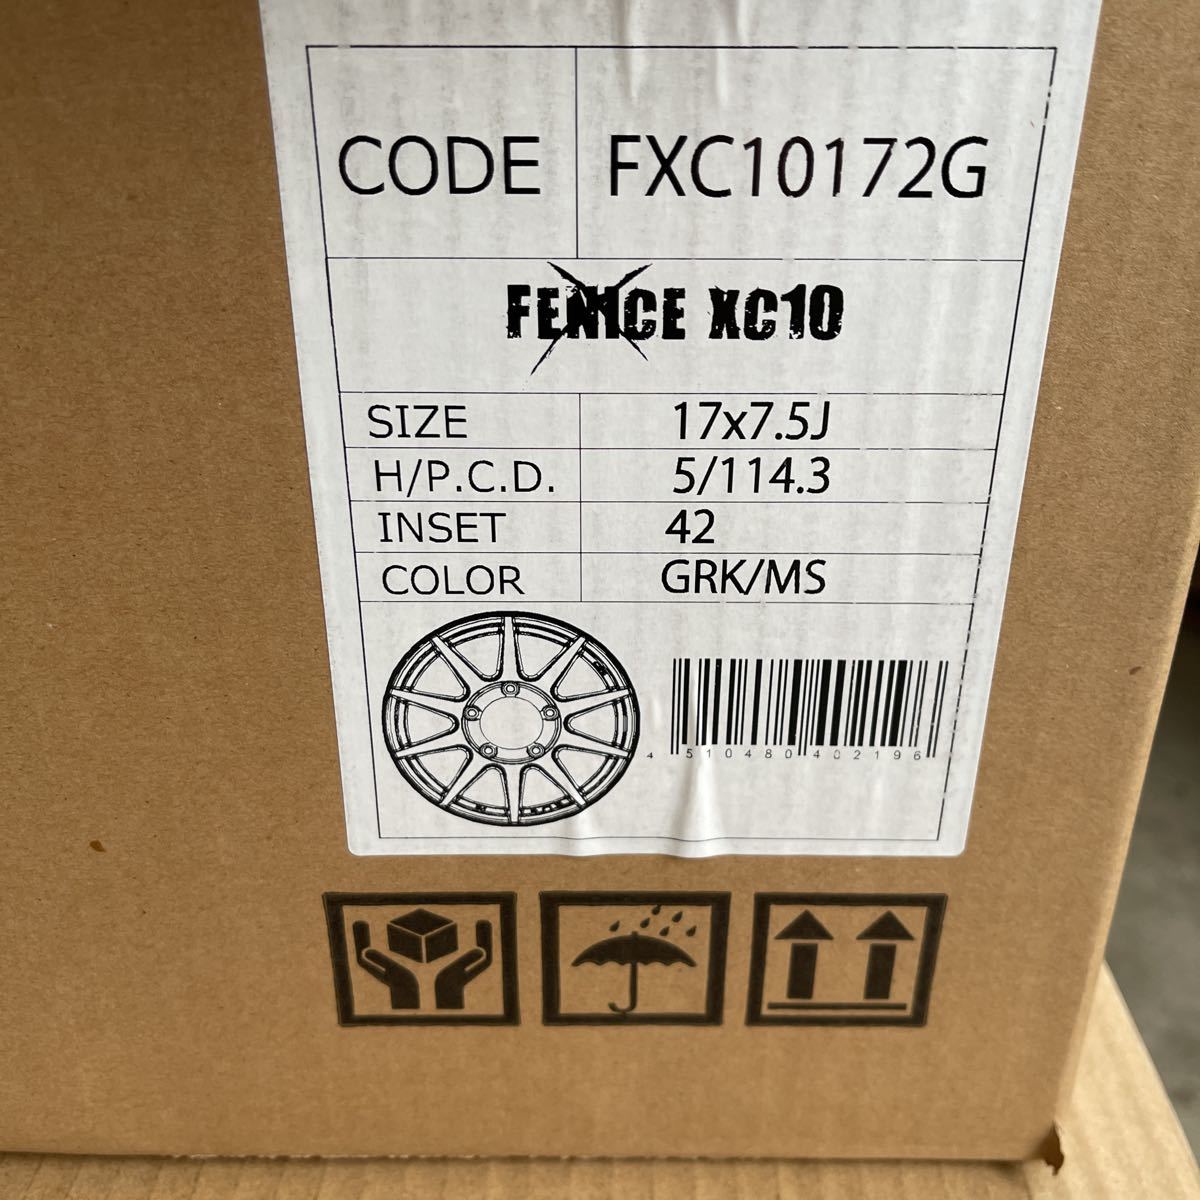 CODE FXC10172G
FENICE XC10
SIZE 17x7.5J
H/P.C.D. 5/114.3
INSET 42
COLOR GRK/MS
4 510480 402196